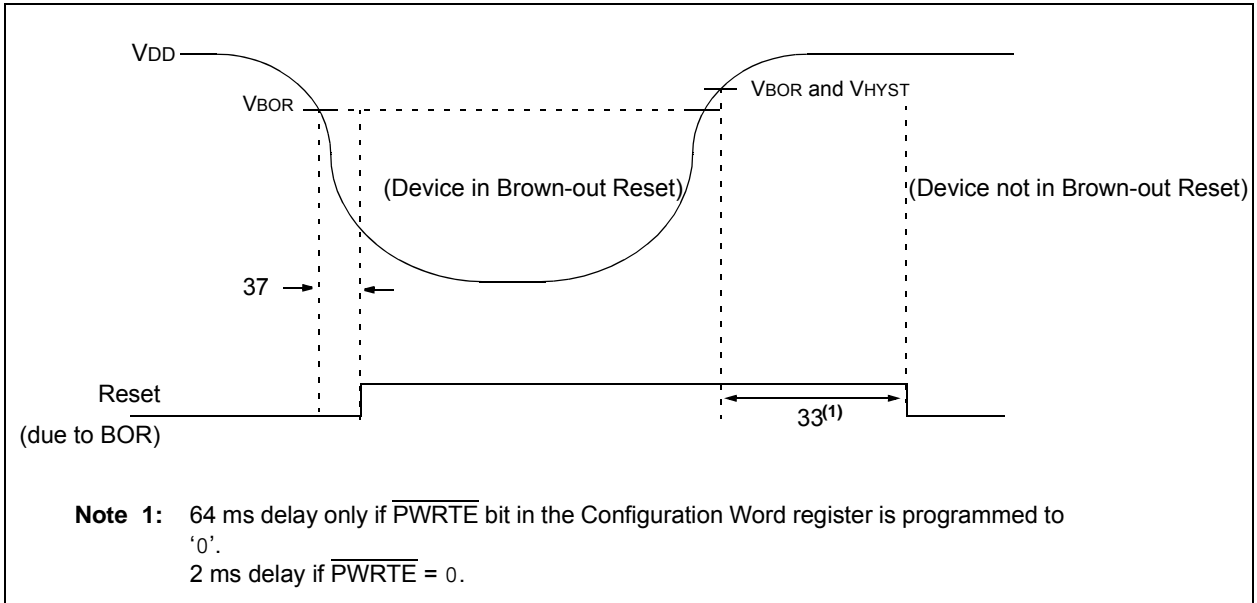 VDD
VBOR
VBOR and VHYST
(Device in Brown-out Reset)
(Device not in Brown-out Reset)
37
Reset
(due to BOR)
33(1)
Note 1: 64 ms delay only if PWRTE bit in the Configuration Word register is programmed to
‘0’.
2 ms delay if PWRTE = 0.